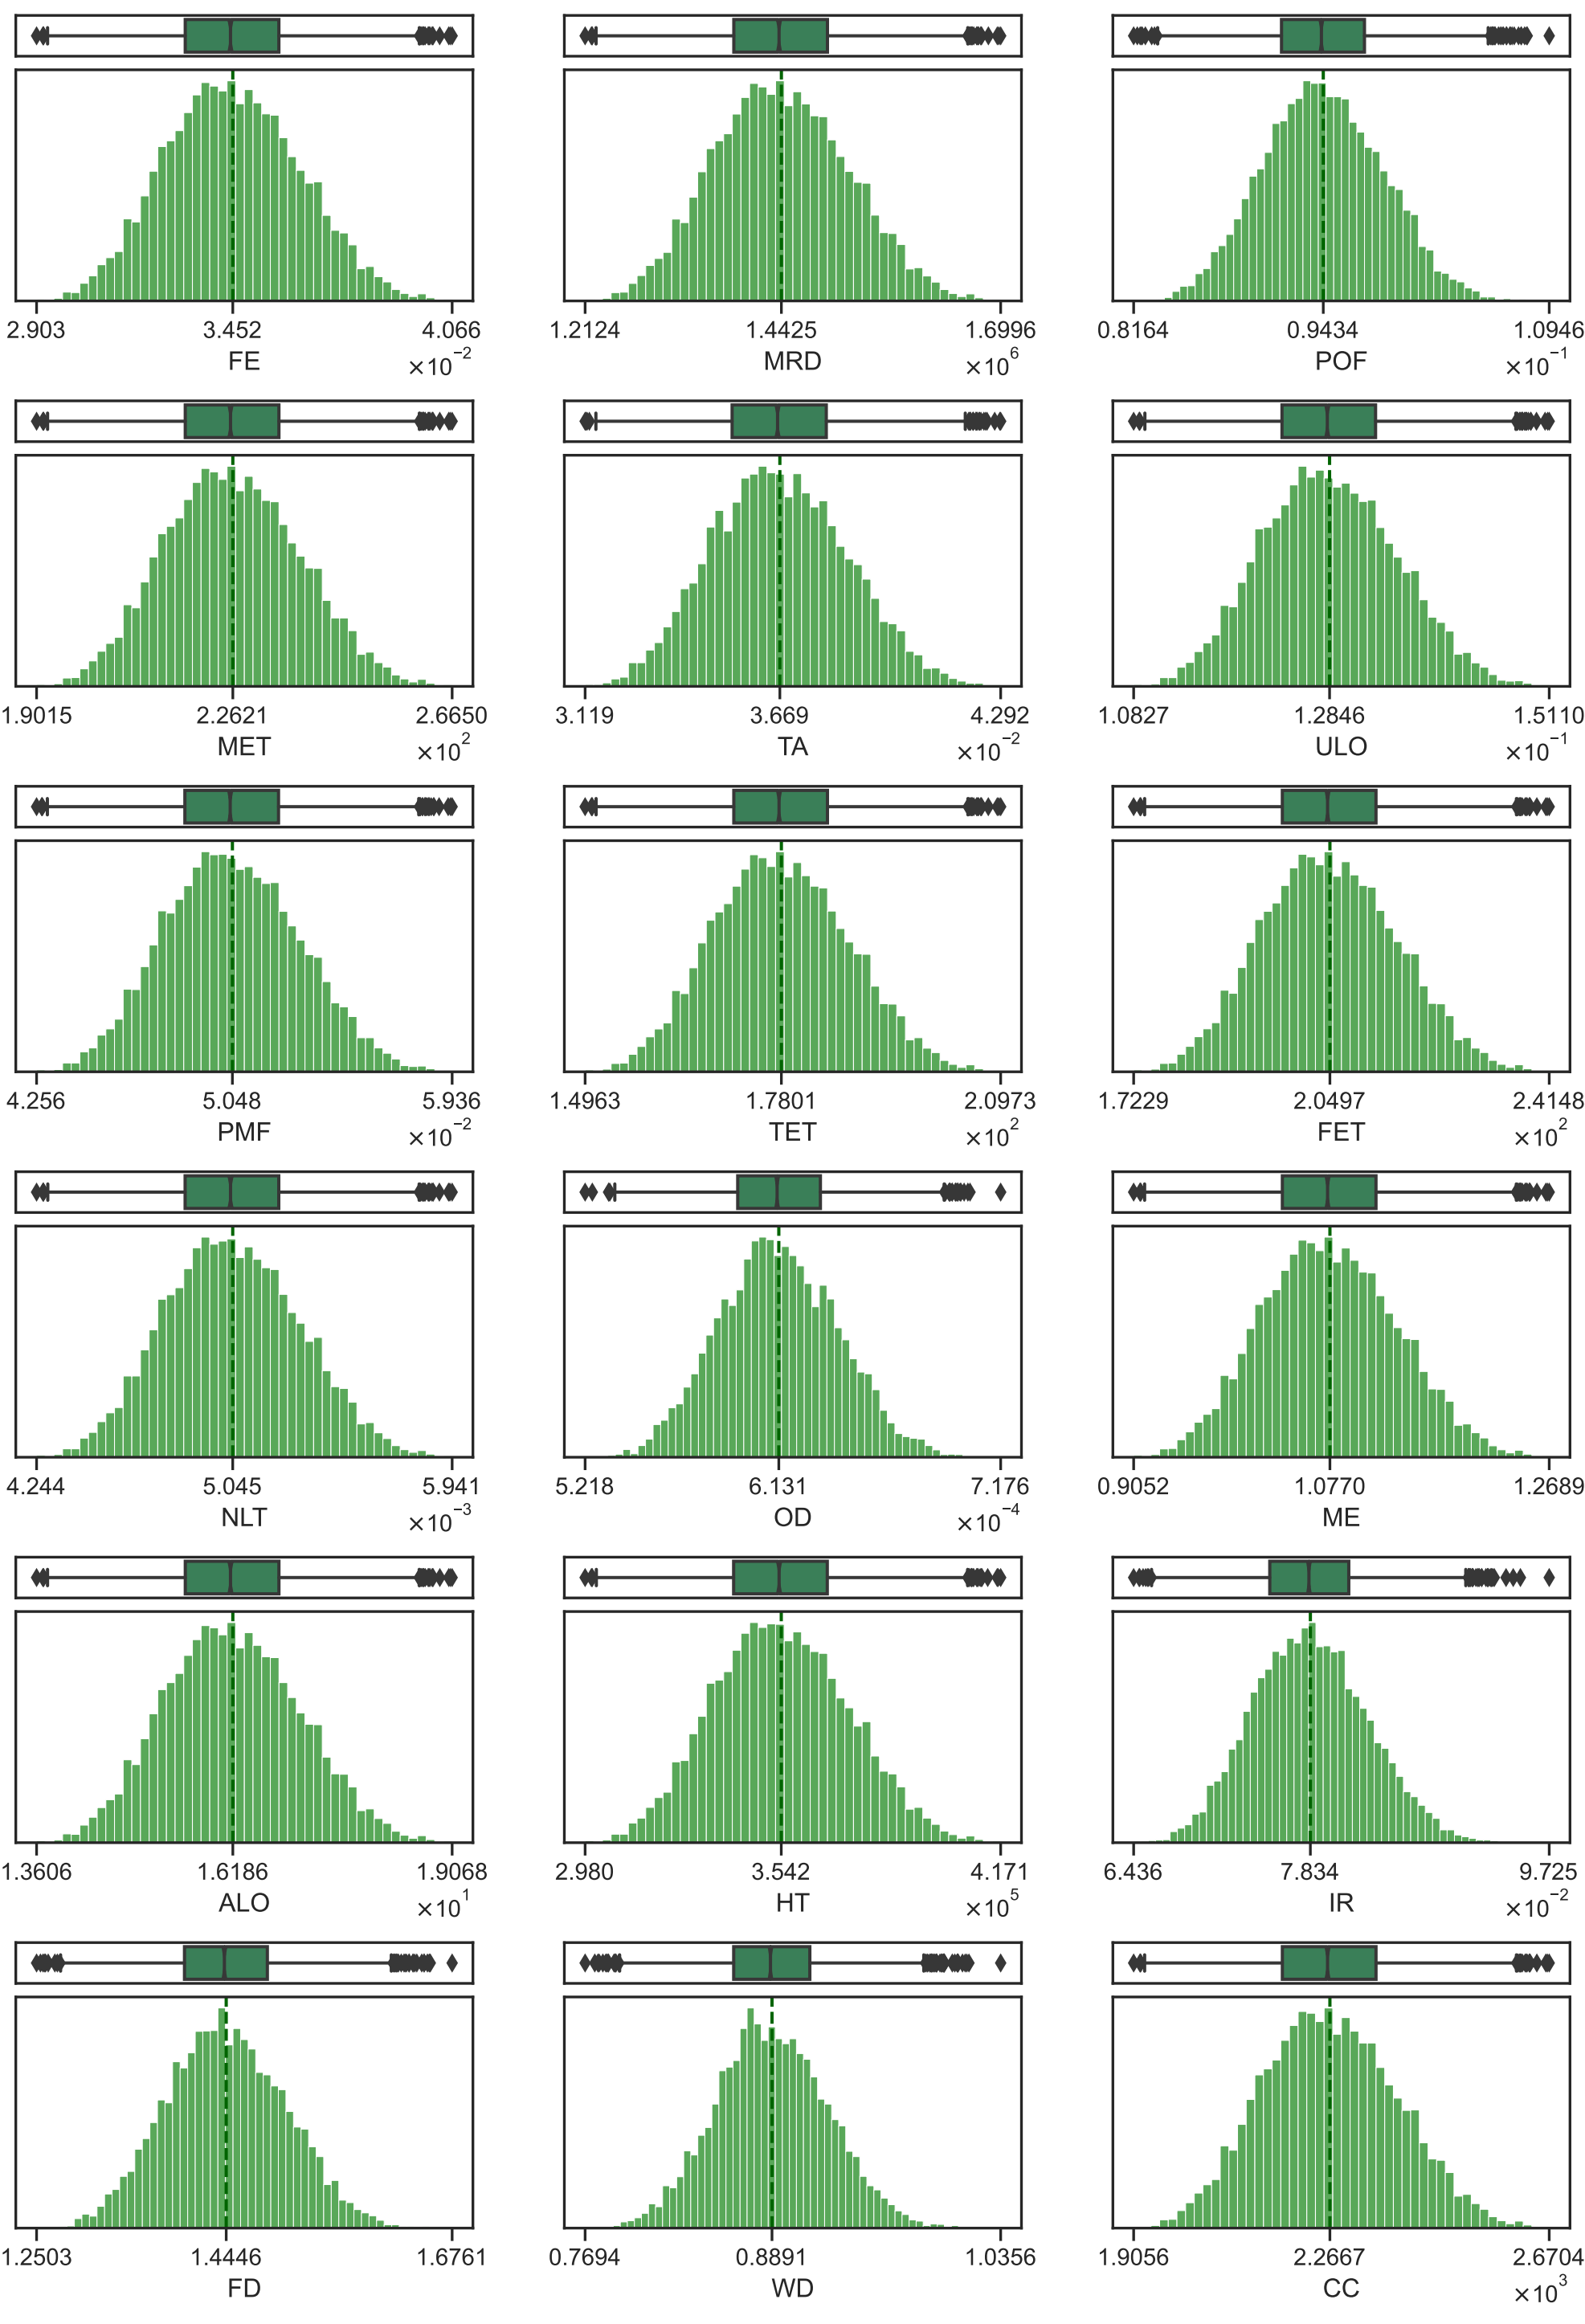 2.903 3.452 4.066 1.2124 1.4425 1.6996 0.8164 0.9434 1.0946
FE ×10⁻² MRD ×10⁶ POF ×10⁻¹
1.9015 2.2621 2.6650 3.119 3.669 4.292 1.0827 1.2846 1.5110
MET ×10² TA ×10⁻² ULO ×10⁻¹
4.256 5.048 5.936 1.4963 1.7801 2.0973 1.7229 2.0497 2.4148
PMF ×10⁻² TET ×10² FET ×10²
4.244 5.045 5.941 5.218 6.131 7.176 0.9052 1.0770 1.2689
NLT ×10⁻³ OD ×10⁻⁴ ME
1.3606 1.6186 1.9068 2.980 3.542 4.171 6.436 7.834 9.725
ALO ×10¹ HT ×10⁵ IR ×10⁻²
1.2503 1.4446 1.6761 0.7694 0.8891 1.0356 1.9056 2.2667 2.6704
FD WD CC ×10³